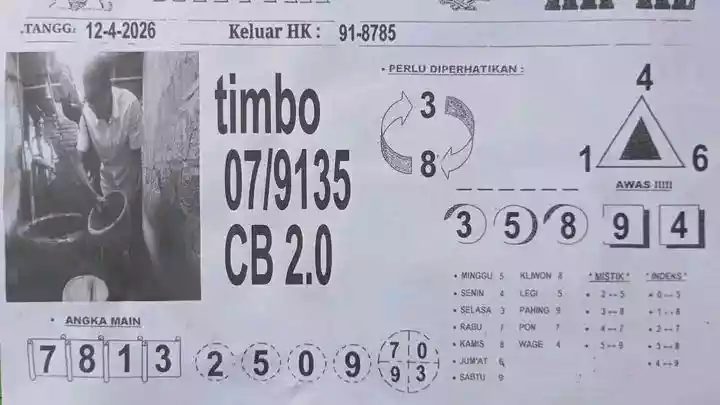 TANGG: 12-4-2026 Keluar HK : 91-8785
• PERLU DIPERHATIKAN :
timbo
07/9135
CB 2.0
3
8
4
1 6
AWAS !!!!!
3 5 8 9 4
• MINGGU 5 KLIWON 8 "MISTIK" "INDEKS"
• SENIN 4 LEGI 5 • 2 -- 5 • 0 -- 5
• SELASA 3 PAHING 9 • 3 -- 8 • 1 -- 6
• RABU 7 PON 7 • 4 -- 7 • 2 -- 7
• KAMIS 8 WAGE 4 • 5 -- 9 • 3 -- 8
• JUM'AT 6 • 4 -- 9
• SABTU 9
• ANGKA MAIN
7 8 1 3 2 5 0 9 7 0
9 3